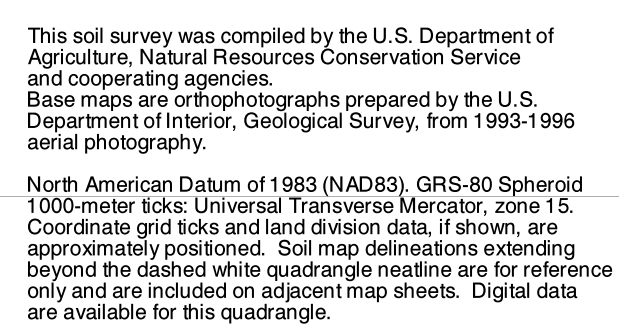 This soil survey was compiled by the U.S. Department of
Agriculture, Natural Resources Conservation Service
and cooperating agencies.
Base maps are orthophotographs prepared by the U.S.
Department of Interior, Geological Survey, from 1993-1996
aerial photography.
North American Datum of 1983 (NAD83). GRS-80 Spheroid
1000-meter ticks: Universal Transverse Mercator, zone 15.
Coordinate grid ticks and land division data, if shown, are
approximately positioned.  Soil map delineations extending
beyond the dashed white quadrangle neatline are for reference
only and are included on adjacent map sheets.  Digital data
are available for this quadrangle.